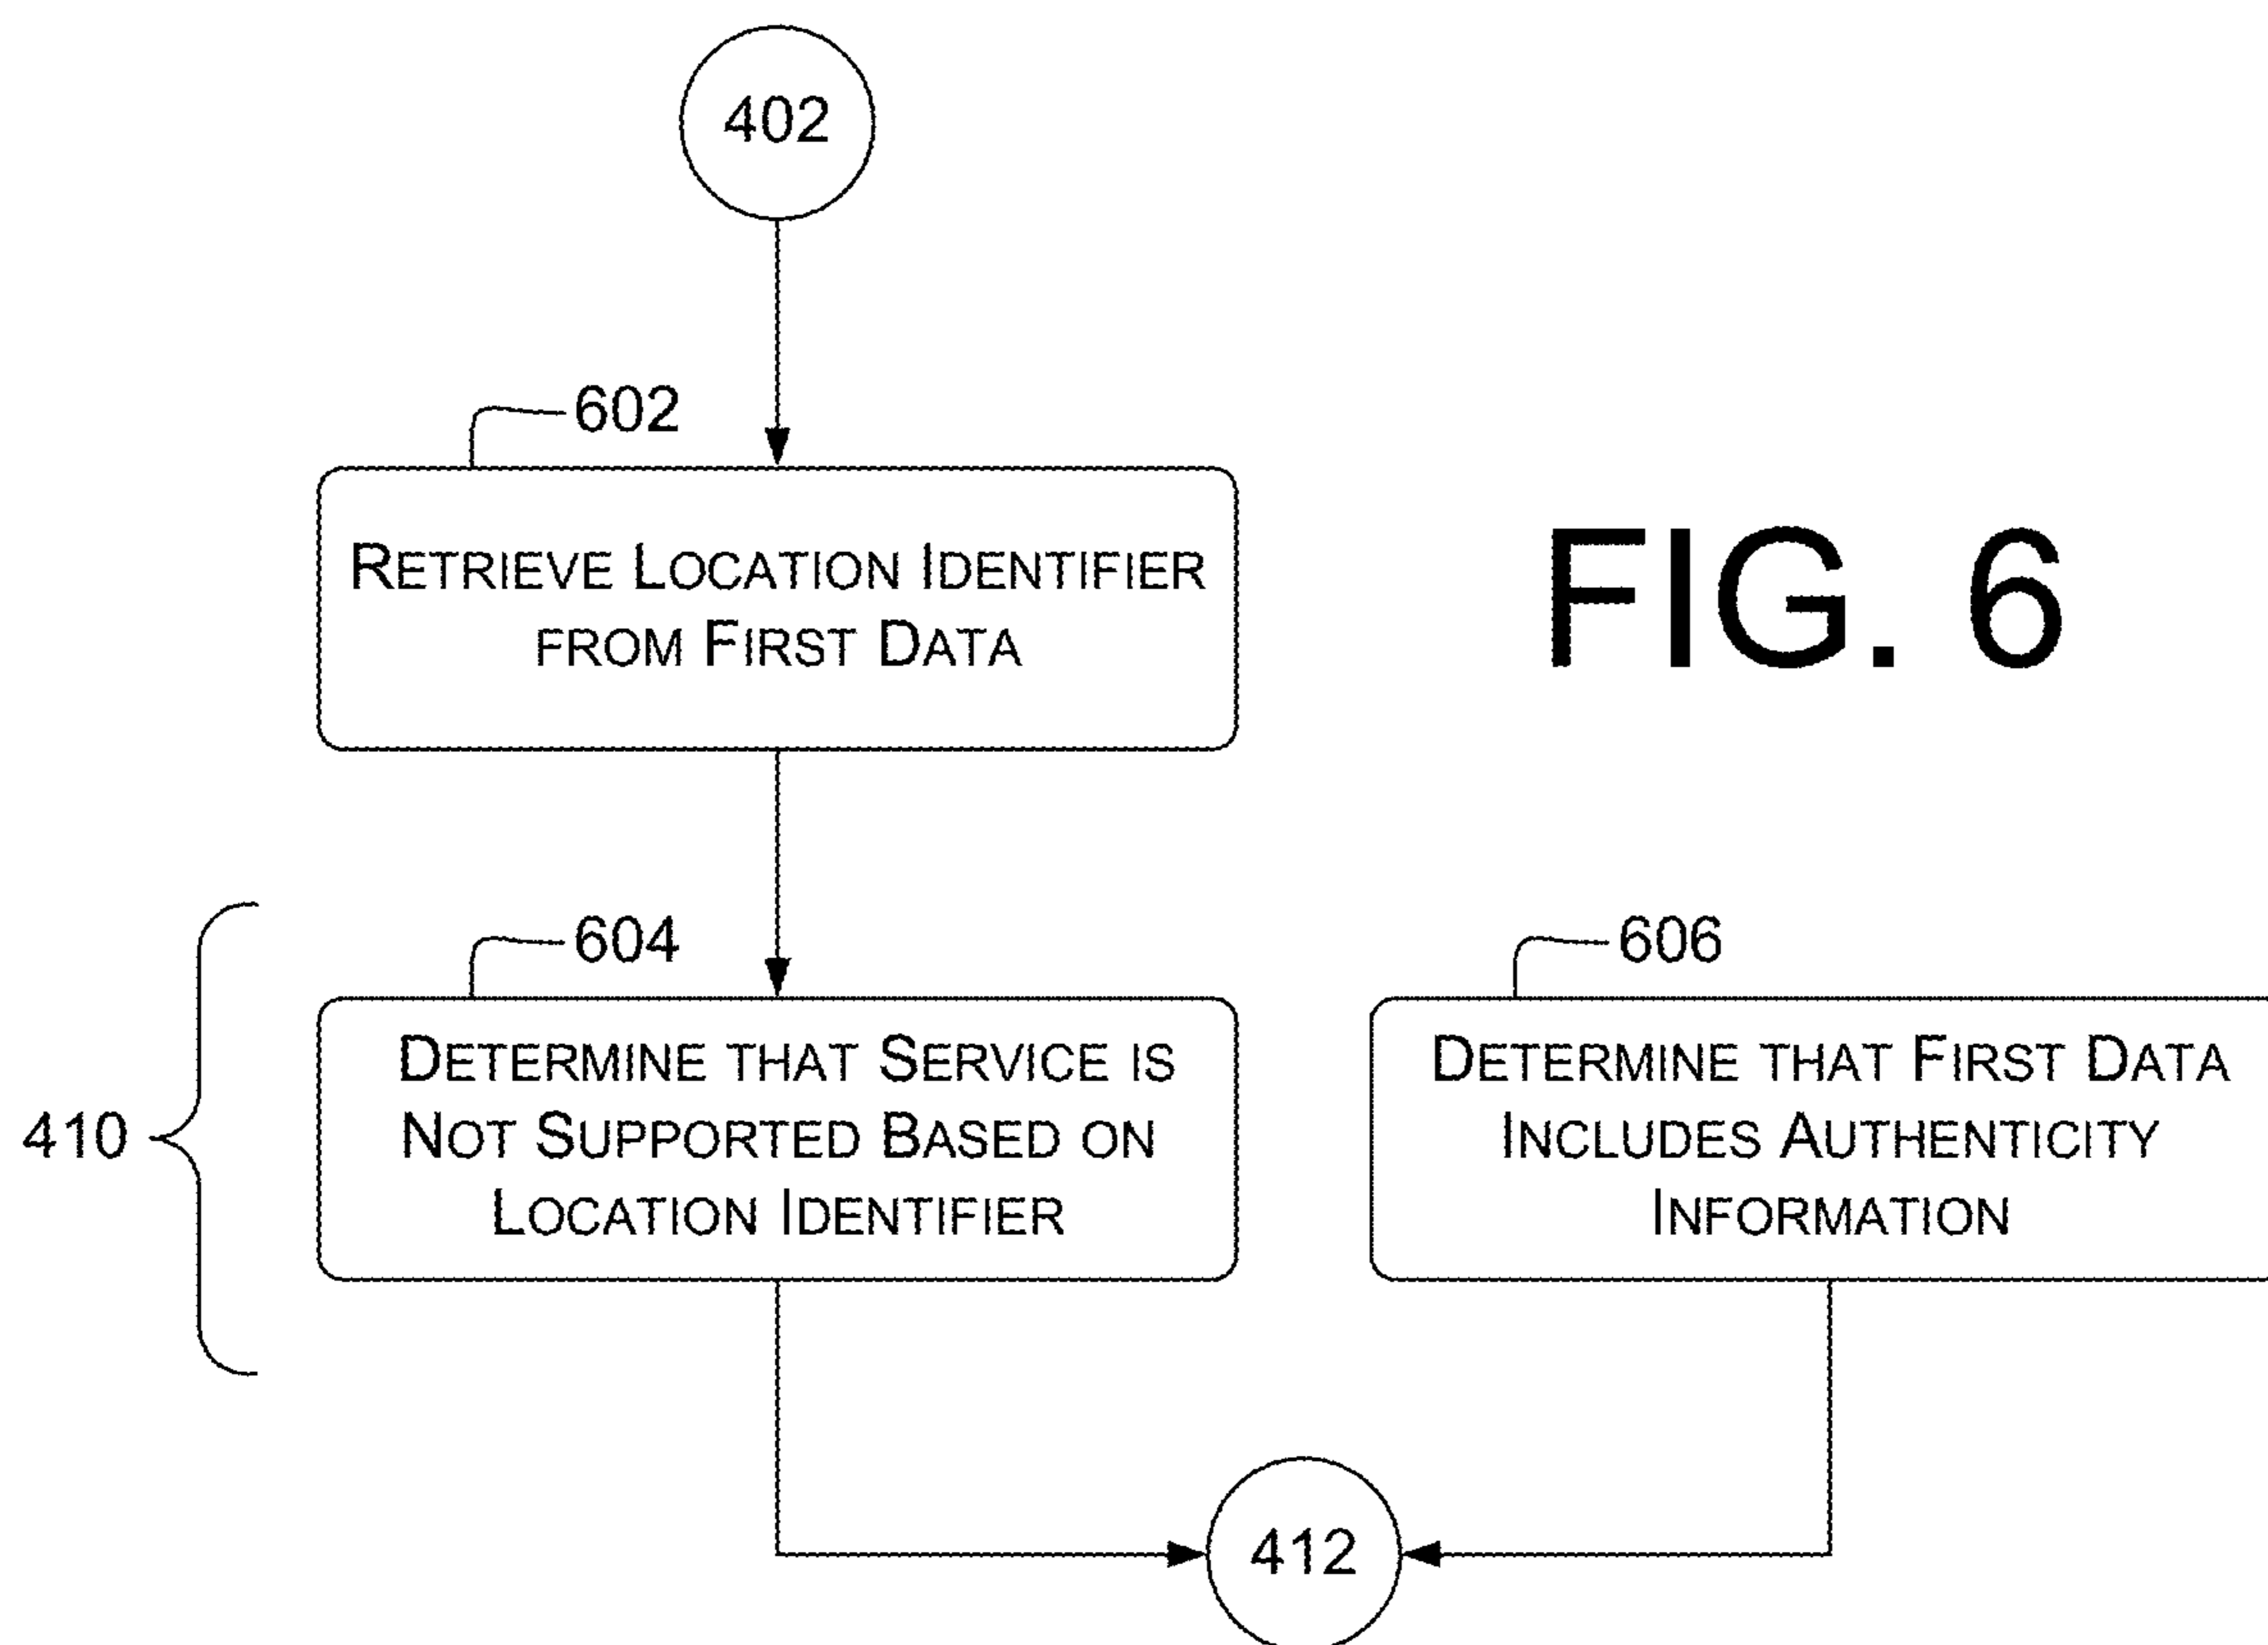 402
602
RETRIEVE LOCATION IDENTIFIER
FROM FIRST DATA
FIG. 6
410
604
DETERMINE THAT SERVICE IS
NOT SUPPORTED BASED ON
LOCATION IDENTIFIER
606
DETERMINE THAT FIRST DATA
INCLUDES AUTHENTICITY
INFORMATION
412